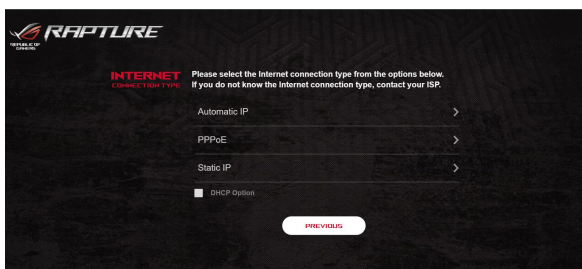 RAPTURE
REPUBLIC OF
GAMERS
INTERNET
CONNECTION TYPE
Please select the Internet connection type from the options below.
If you do not know the Internet connection type, contact your ISP.
Automatic IP
PPPoE
Static IP
DHCP Option
PREVIOUS